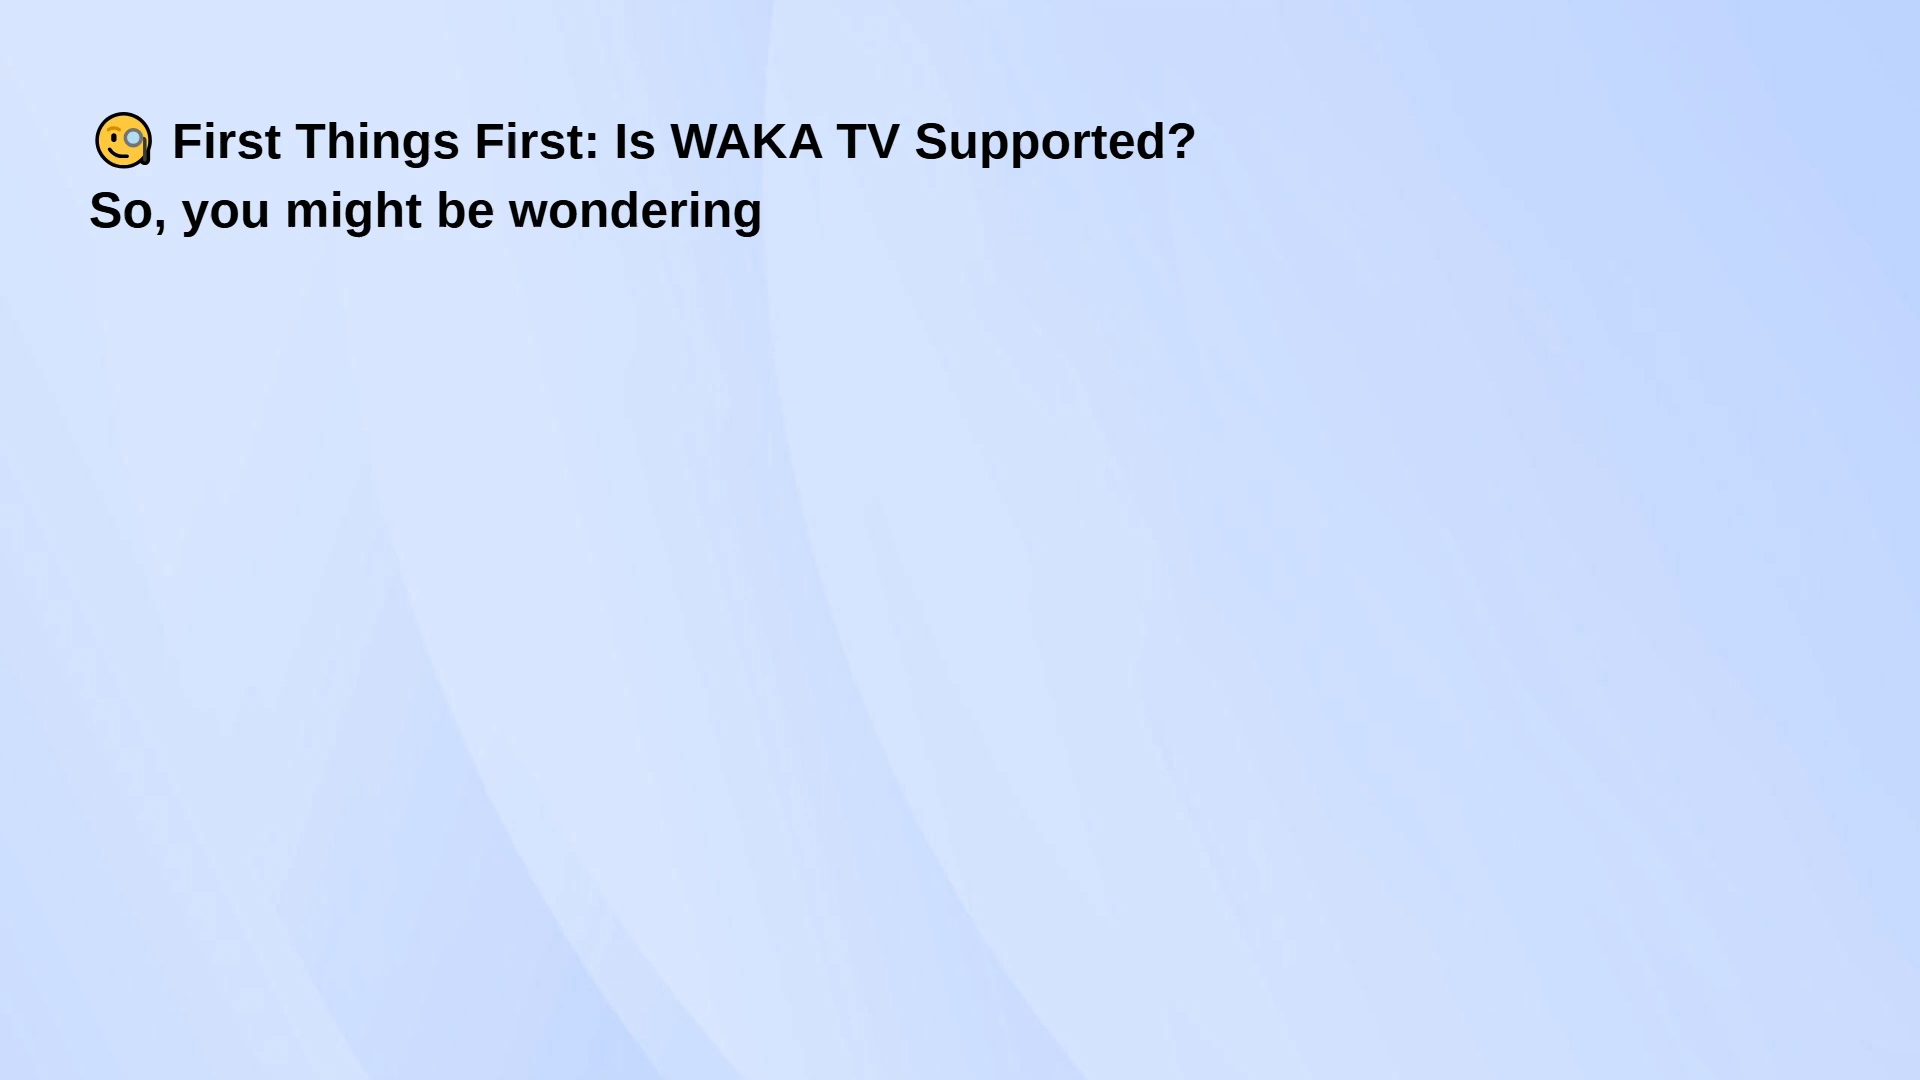 🧐 First Things First: Is WAKA TV Supported?
So, you might be wondering